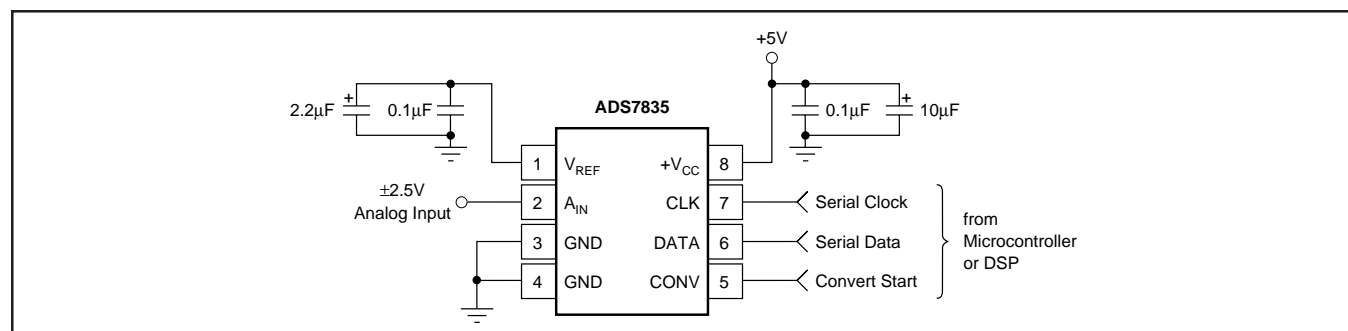 +5V
2.2µF
+
0.1µF
ADS7835
0.1µF
+
10µF
1
V_REF
+V_CC
8
±2.5V
Analog Input
2
A_IN
CLK
7
Serial Clock
3
GND
DATA
6
Serial Data
4
GND
CONV
5
Convert Start
from
Microcontroller
or DSP